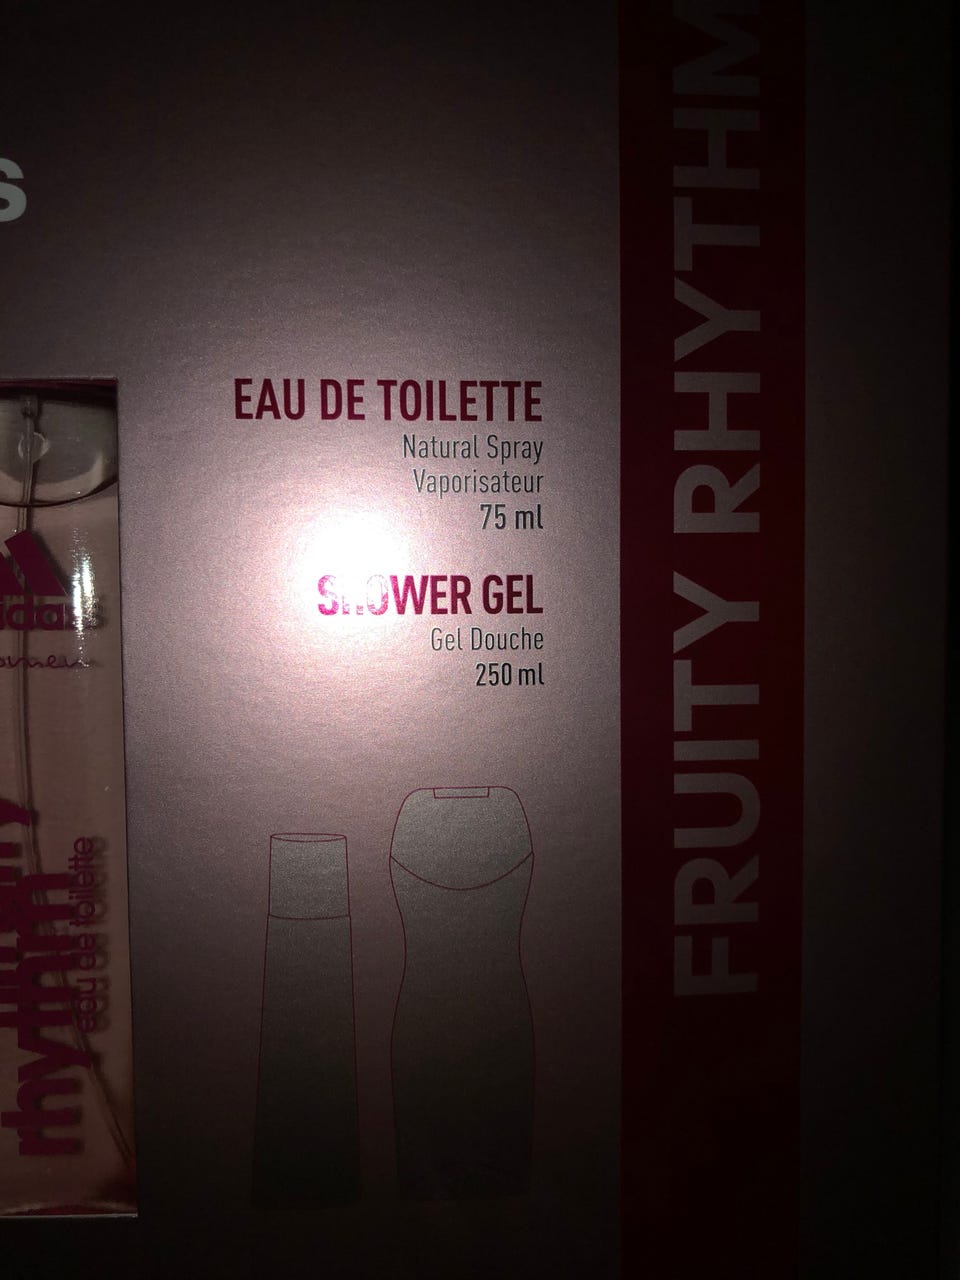 s
EAU DE TOILETTE
Natural Spray
Vaporisateur
75 ml
SHOWER GEL
Gel Douche
250 ml
FRUITY RHYTHM
rhythm
eau de toilette